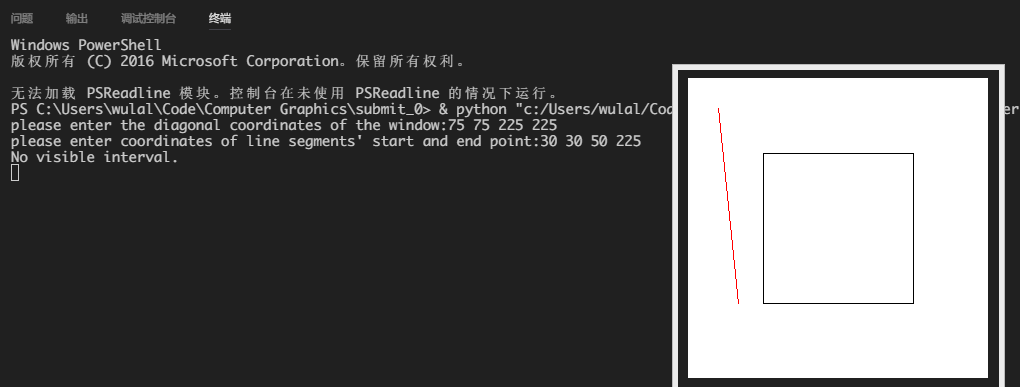 问题 输出 调试控制台 终端
Windows PowerShell
版权所有 (C) 2016 Microsoft Corporation。保留所有权利。
无法加载 PSReadline 模块。控制台在未使用 PSReadline 的情况下运行。
PS C:\Users\wulal\Code\Computer Graphics\submit_0> & python "c:/Users/wulal/Cod
please enter the diagonal coordinates of the window:75 75 225 225
please enter coordinates of line segments' start and end point:30 30 50 225
No visible interval.